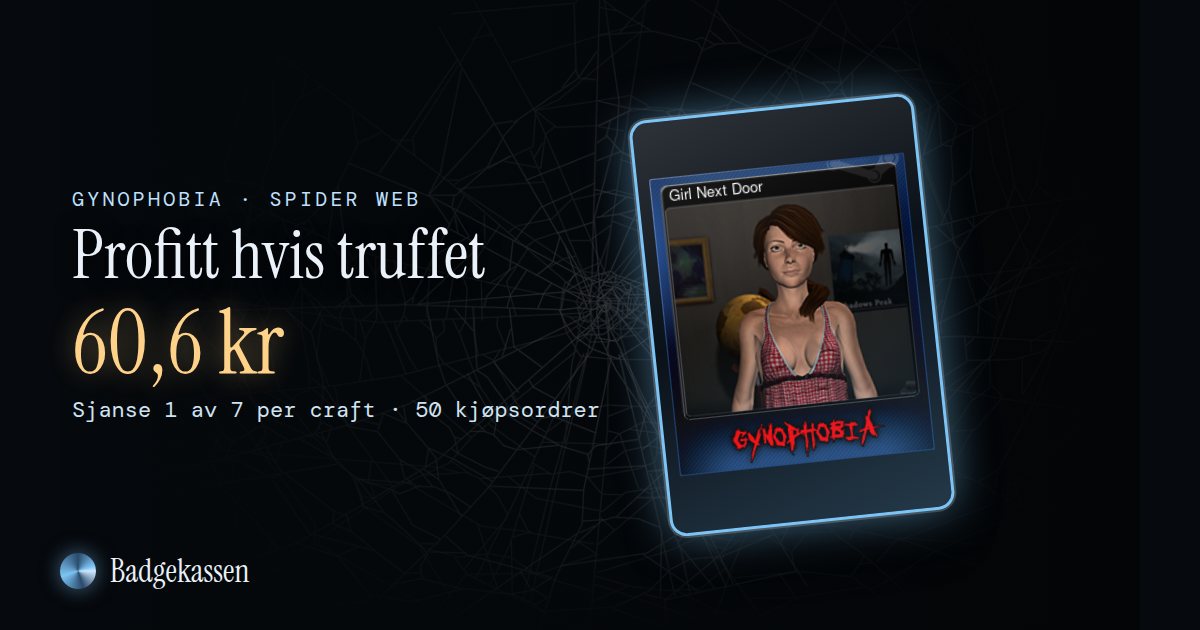 GYNOPHOBIA · SPIDER WEB
Profitt hvis truffet
60,6 kr
Sjanse 1 av 7 per craft · 50 kjøpsordrer
Badgekassen
Girl Next Door
GYNOPHOBIA